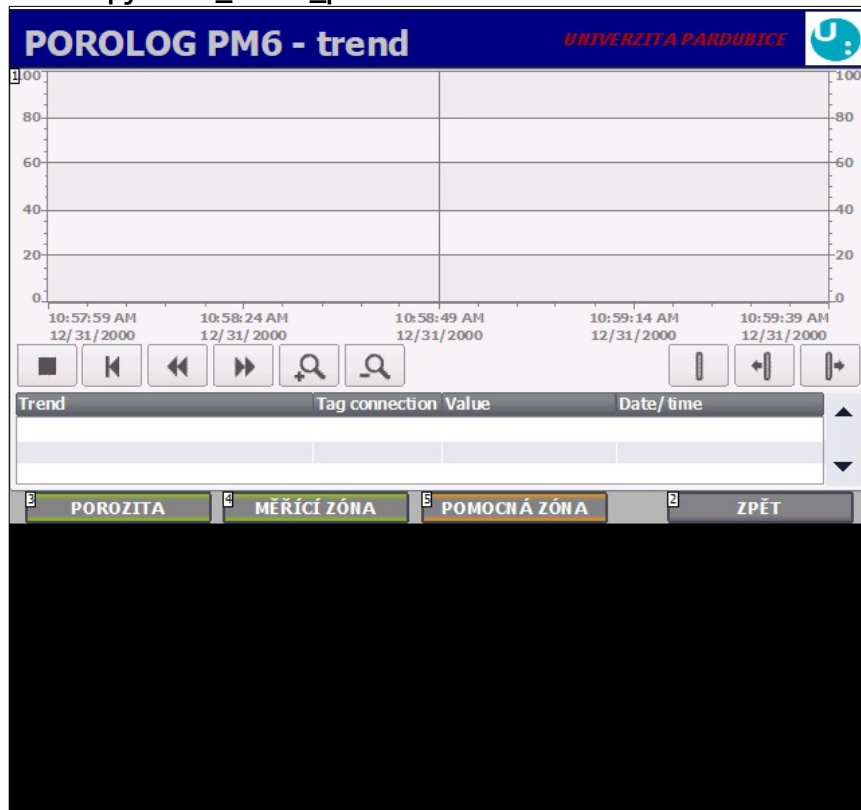 POROLOG PM6 - trend
UNIVERZITA PARDUBICE
U:
1
100 100
80 80
60 60
40 40
20 20
0 0
10:57:59 AM 10:58:24 AM 10:58:49 AM 10:59:14 AM 10:59:39 AM
12/31/2000 12/31/2000 12/31/2000 12/31/2000 12/31/2000
Trend Tag connection Value Date/time
3 POROZITA 4 MĚŘÍCÍ ZÓNA 5 POMOCNÁ ZÓNA 2 ZPĚT